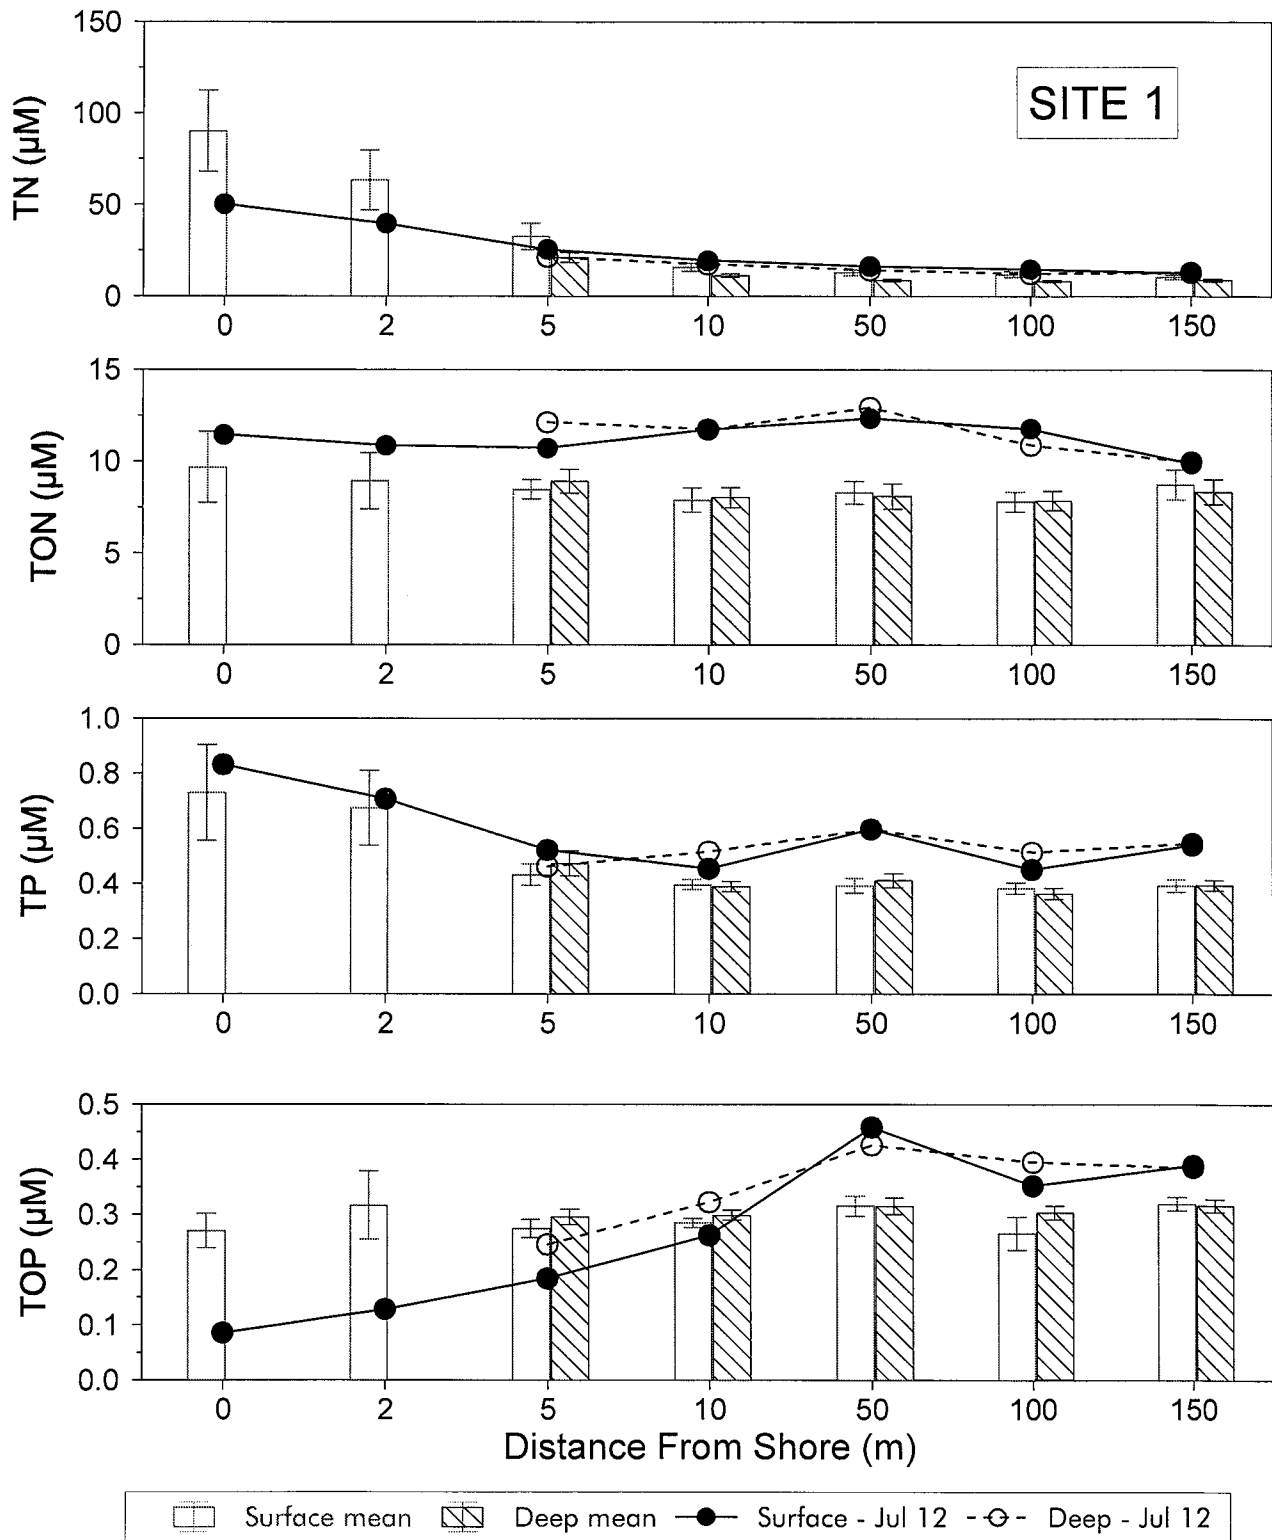 SITE 1
TN (µM)
150
100
50
0
0 2 5 10 50 100 150
TON (µM)
15
10
5
0
0 2 5 10 50 100 150
TP (µM)
1.0
0.8
0.6
0.4
0.2
0.0
0 2 5 10 50 100 150
TOP (µM)
0.5
0.4
0.3
0.2
0.1
0.0
0 2 5 10 50 100 150
Distance From Shore (m)
Surface mean Deep mean Surface - Jul 12 Deep - Jul 12